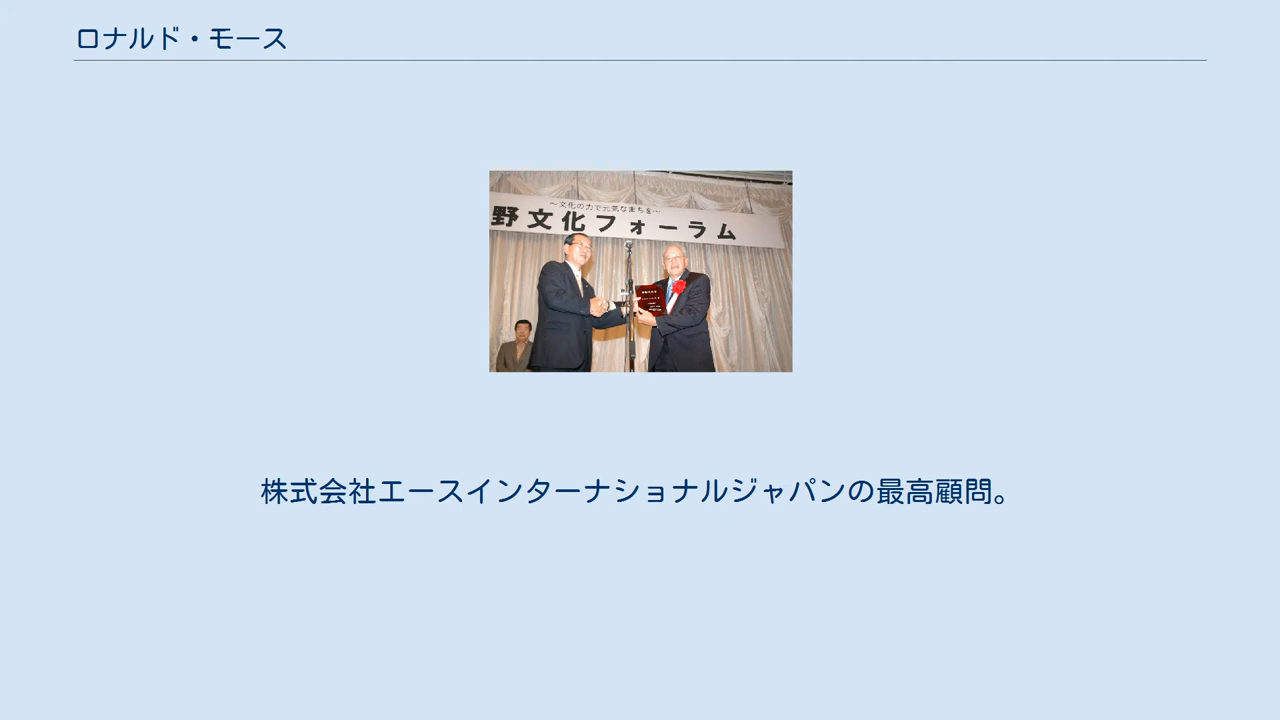 ロナルド・モース
～文化の力で元気なまちを…
野文化フォーラム
株式会社エースインターナショナルジャパンの最高顧問。